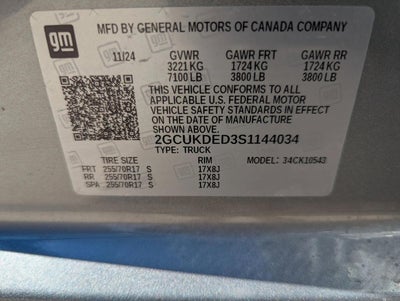 gm
MFD BY GENERAL MOTORS OF CANADA COMPANY
11/24 GVWR GAWR FRT GAWR RR
3221 KG 1724 KG 1724 KG
7100 LB 3800 LB 3800 LB
THIS VEHICLE CONFORMS TO ALL
APPLICABLE U.S. FEDERAL MOTOR
VEHICLE SAFETY STANDARDS IN EFFECT
ON THE DATE OF MANUFACTURE
SHOWN ABOVE.
2GCUKDED3S1144034
TYPE: TRUCK MODEL: 34CK10543
TIRE SIZE RIM
FRT 255/70R17 S 17X8J
RR 255/70R17 S 17X8J
SPA 255/70R17 S 17X8J